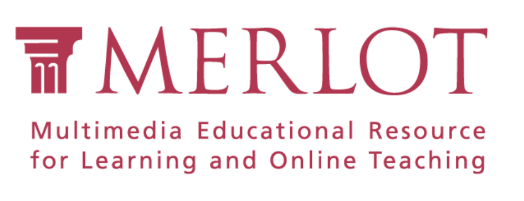 MERLOT
Multimedia Educational Resource
for Learning and Online Teaching